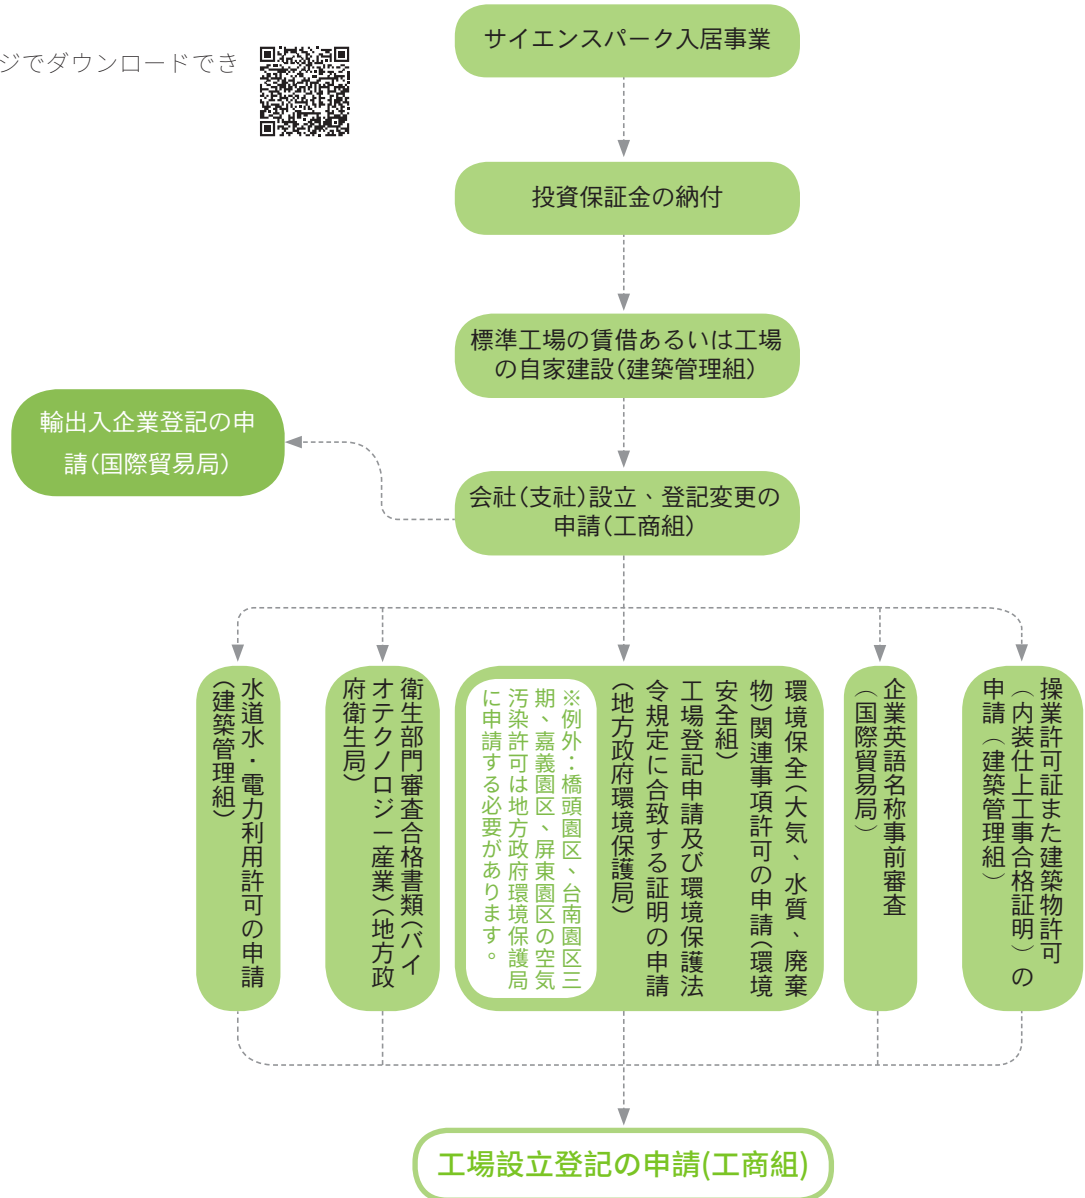 サイエンスパーク入居事業
ジでダウンロードでき
投資保証金の納付
標準工場の賃借あるいは工場
の自家建設(建築管理組)
輸出入企業登記の申
請(国際貿易局)
会社(支社)設立、登記変更の
申請(工商組)
水道水・電力利用許可の申請
(建築管理組)
衛生部門審査合格書類(バイ
オテクノロジー産業)(地方政
府衛生局)
環境保全(大気、水質、廃棄
物)関連事項許可の申請(環境
安全組)
工場登記申請及び環境保護法
令規定に合致する証明の申請
(地方政府環境保護局)
※例外：橋頭園区、台南園区三
期、嘉義園区、屏東園区の空気
汚染許可は地方政府環境保護局
に申請する必要があります。
企業英語名称事前審査
（国際貿易局）
操業許可証また建築物許可
（内装仕上工事合格証明）の
申請（建築管理組）
工場設立登記の申請(工商組)